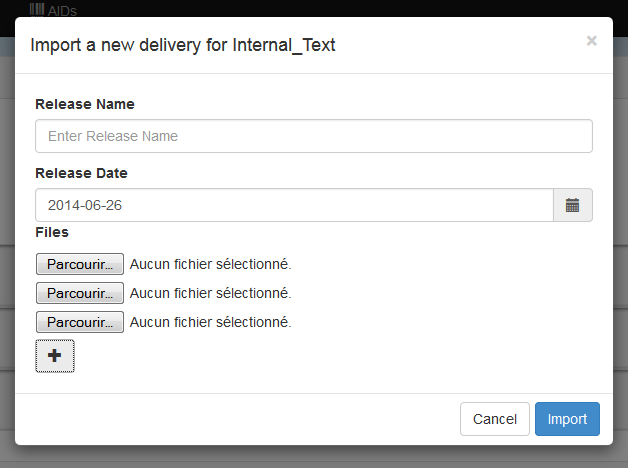 AIDs
Import a new delivery for Internal_Text ×
Release Name
Enter Release Name
Release Date
2014-06-26
Files
Parcourir... Aucun fichier sélectionné.
Parcourir... Aucun fichier sélectionné.
Parcourir... Aucun fichier sélectionné.
+
Cancel Import